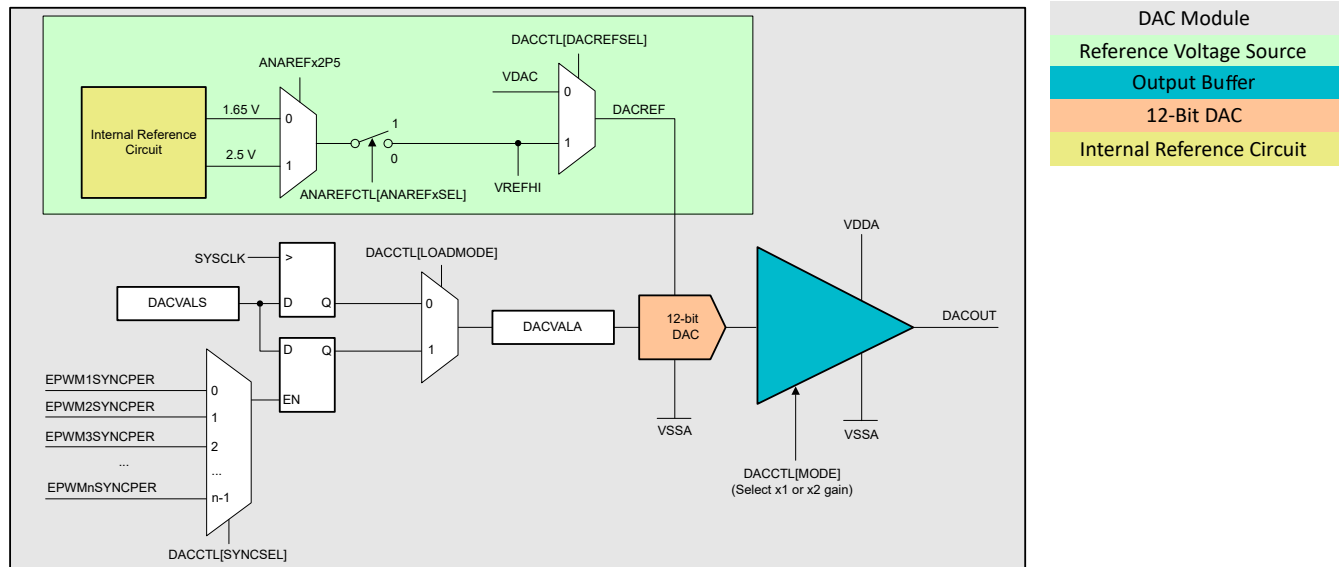 DAC Module
Reference Voltage Source
Output Buffer
12-Bit DAC
Internal Reference Circuit
DACCTL[DACREFSEL]
ANAREFx2P5
VDAC
0
DACREF
Internal Reference
Circuit
1.65 V
0
2.5 V
1
1
0
1
ANAREFCTL[ANAREFxSEL]
VREFHI
SYSCLK
>
DACCTL[LOADMODE]
VDDA
DACVALS
D
Q
0
DACVALA
12-bit
DAC
DACOUT
D
Q
1
EN
EPWM1SYNCPER
0
EPWM2SYNCPER
1
EPWM3SYNCPER
2
...
...
EPWMnSYNCPER
n-1
VSSA
VSSA
DACCTL[MODE]
(Select x1 or x2 gain)
DACCTL[SYNCSEL]